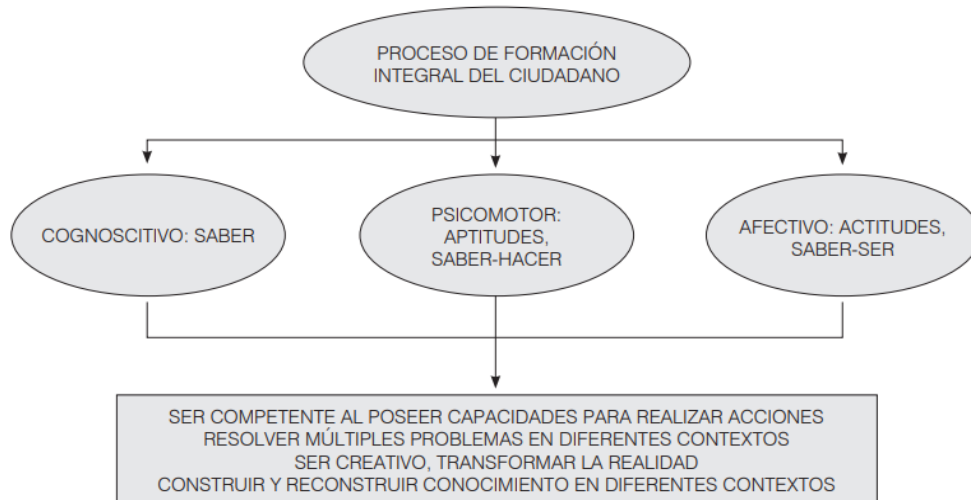 PROCESO DE FORMACIÓN
INTEGRAL DEL CIUDADANO
COGNOSCITIVO: SABER
PSICOMOTOR:
APTITUDES,
SABER-HACER
AFECTIVO: ACTITUDES,
SABER-SER
SER COMPETENTE AL POSEER CAPACIDADES PARA REALIZAR ACCIONES
RESOLVER MÚLTIPLES PROBLEMAS EN DIFERENTES CONTEXTOS
SER CREATIVO, TRANSFORMAR LA REALIDAD
CONSTRUIR Y RECONSTRUIR CONOCIMIENTO EN DIFERENTES CONTEXTOS